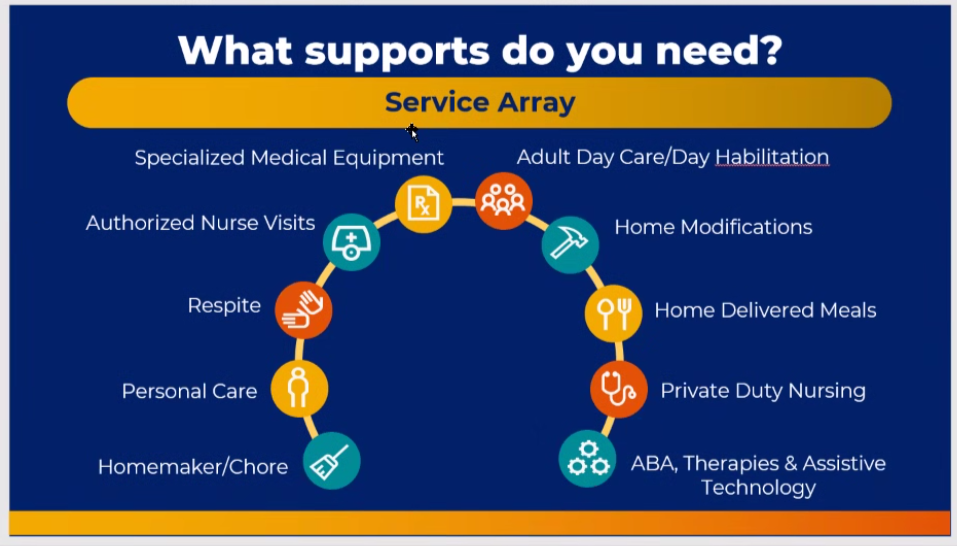 What supports do you need?
Service Array
Specialized Medical Equipment
Adult Day Care/Day Habilitation
Authorized Nurse Visits
Home Modifications
Respite
Home Delivered Meals
Personal Care
Private Duty Nursing
Homemaker/Chore
ABA, Therapies & Assistive
Technology
Rx